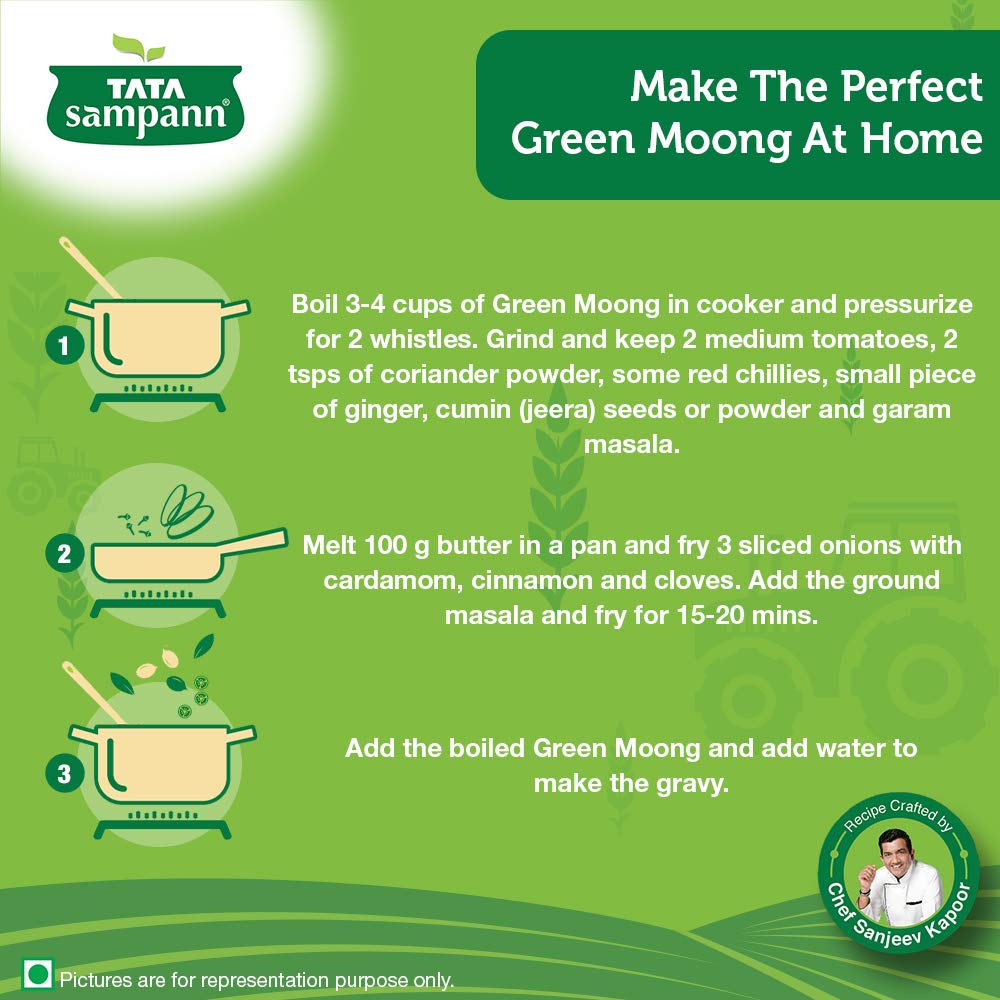 TATA
sampann®
Make The Perfect
Green Moong At Home
1
Boil 3-4 cups of Green Moong in cooker and pressurize
for 2 whistles. Grind and keep 2 medium tomatoes, 2
tsps of coriander powder, some red chillies, small piece
of ginger, cumin (jeera) seeds or powder and garam
masala.
2
Melt 100 g butter in a pan and fry 3 sliced onions with
cardamom, cinnamon and cloves. Add the ground
masala and fry for 15-20 mins.
3
Add the boiled Green Moong and add water to
make the gravy.
Recipe Crafted by
Chef Sanjeev Kapoor
Pictures are for representation purpose only.